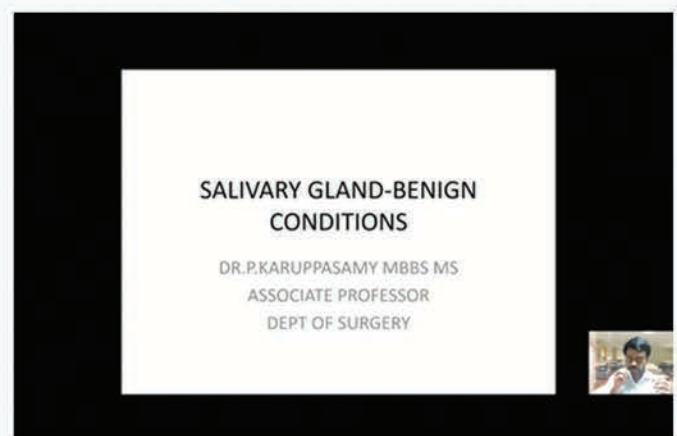 SALIVARY GLAND-BENIGN
CONDITIONS
DR.P.KARUPPASAMY MBBS MS
ASSOCIATE PROFESSOR
DEPT OF SURGERY